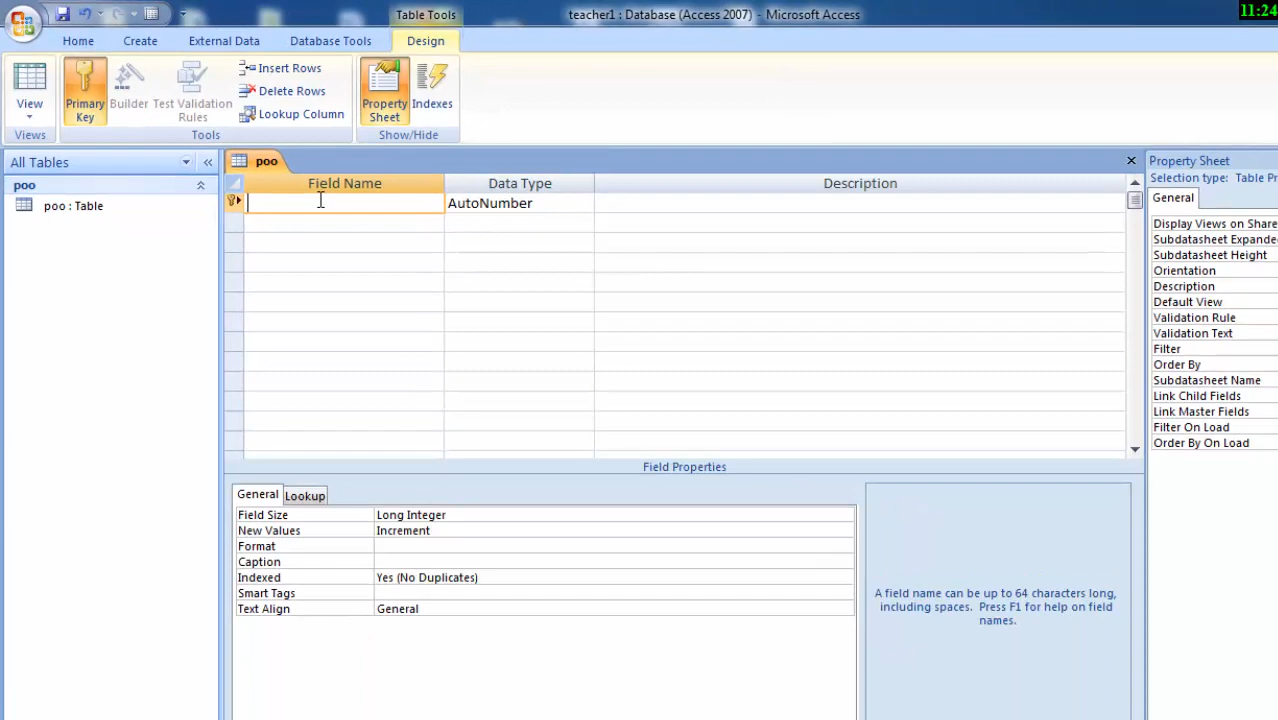 Table Tools
teacher1 : Database (Access 2007) - Microsoft Access
11:24
Home
Create
External Data
Database Tools
Design
View
Primary Key
Builder
Test Validation Rules
Insert Rows
Delete Rows
Lookup Column
Property Sheet
Indexes
Views
Tools
Show/Hide
All Tables
poo
poo : Table
poo
Field Name
Data Type
Description
AutoNumber
Field Properties
General
Lookup
Field Size
Long Integer
New Values
Increment
Format
Caption
Indexed
Yes (No Duplicates)
Smart Tags
Text Align
General
A field name can be up to 64 characters long,
including spaces. Press F1 for help on field
names.
Property Sheet
Selection type: Table Pr
General
Display Views on Share
Subdatasheet Expande
Subdatasheet Height
Orientation
Description
Default View
Validation Rule
Validation Text
Filter
Order By
Subdatasheet Name
Link Child Fields
Link Master Fields
Filter On Load
Order By On Load